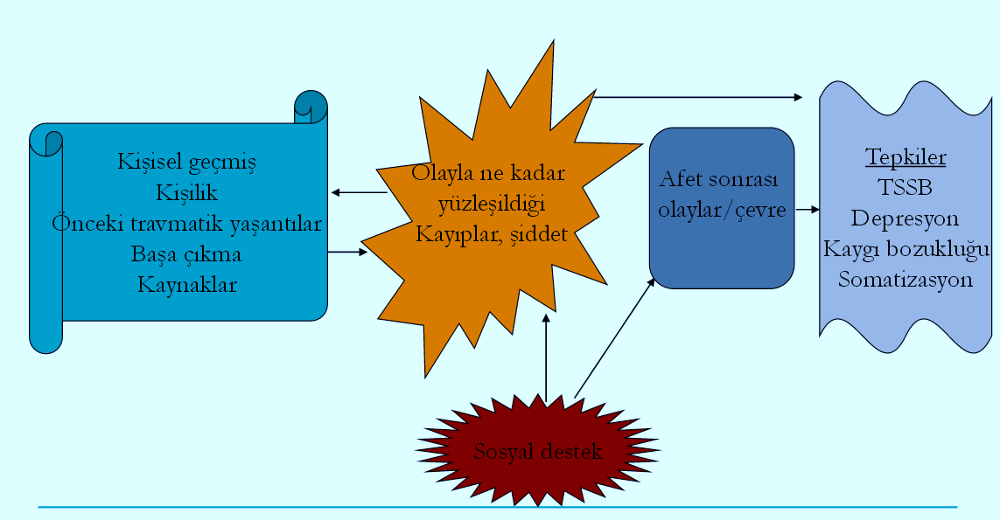 Kişisel geçmiş
Kişilik
Önceki travmatik yaşantılar
Başa çıkma
Kaynaklar
Olayla ne kadar
yüzleşildiği
Kayıplar, şiddet
Afet sonrası
olaylar/çevre
Tepkiler
TSSB
Depresyon
Kaygı bozukluğu
Somatizasyon
Sosyal destek